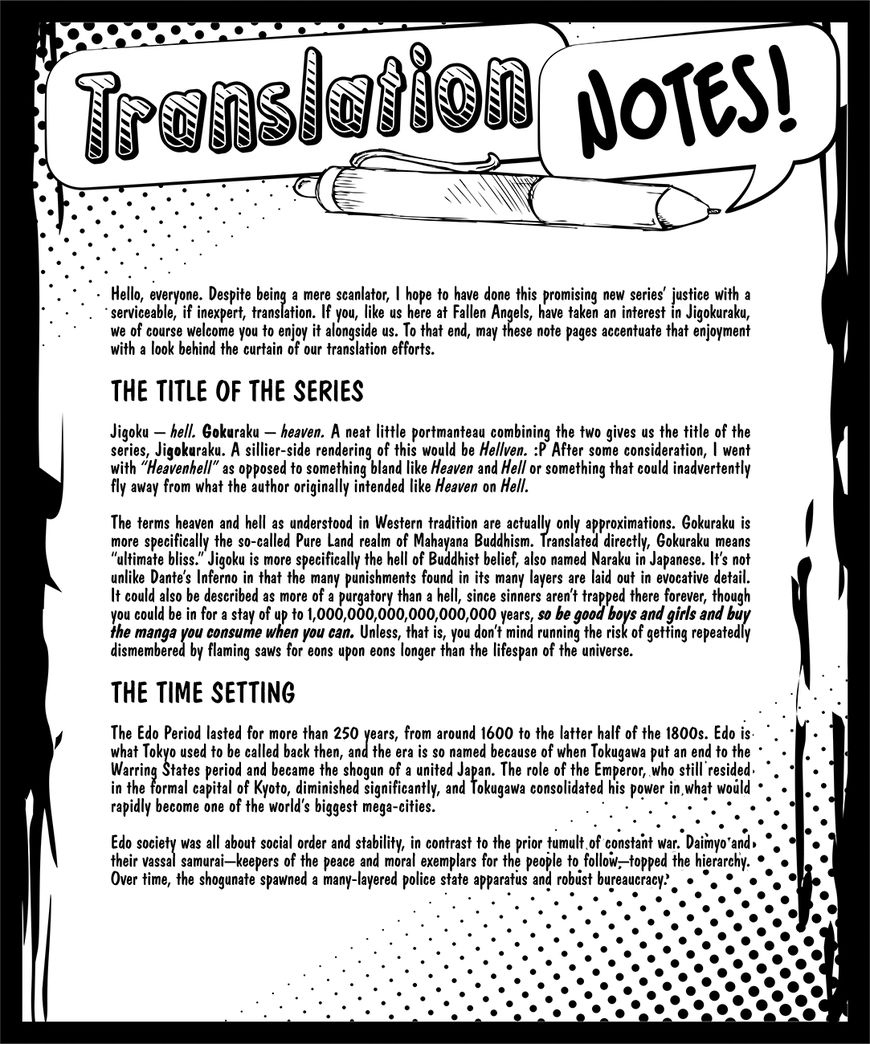 Translation
NOTES!
Hello, everyone. Despite being a mere scanlator, I hope to have done this promising new series' justice with a
serviceable, if inexpert, translation. If you, like us here at Fallen Angels, have taken an interest in Jigokuraku,
we of course welcome you to enjoy it alongside us. To that end, may these note pages accentuate that enjoyment
with a look behind the curtain of our translation efforts.
THE TITLE OF THE SERIES
Jigoku – hell. Gokuraku – heaven. A neat little portmanteau combining the two gives us the title of the
series, Jigokuraku. A sillier-side rendering of this would be Hellven. :P After some consideration, I went
with "Heavenhell" as opposed to something bland like Heaven and Hell or something that could inadvertently
fly away from what the author originally intended like Heaven on Hell.
The terms heaven and hell as understood in Western tradition are actually only approximations. Gokuraku is
more specifically the so-called Pure Land realm of Mahayana Buddhism. Translated directly, Gokuraku means
"ultimate bliss." Jigoku is more specifically the hell of Buddhist belief, also named Naraku in Japanese. It's not
unlike Dante's Inferno in that the many punishments found in its many layers are laid out in evocative detail.
It could also be described as more of a purgatory than a hell, since sinners aren't trapped there forever, though
you could be in for a stay of up to 1,000,000,000,000,000,000 years, so be good boys and girls and buy
the manga you consume when you can. Unless, that is, you don't mind running the risk of getting repeatedly
dismembered by flaming saws for eons upon eons longer than the lifespan of the universe.
THE TIME SETTING
The Edo Period lasted for more than 250 years, from around 1600 to the latter half of the 1800s. Edo is
what Tokyo used to be called back then, and the era is so named because of when Tokugawa put an end to the
Warring States period and became the shogun of a united Japan. The role of the Emperor, who still resided
in the formal capital of Kyoto, diminished significantly, and Tokugawa consolidated his power in what would
rapidly become one of the world's biggest mega-cities.
Edo society was all about social order and stability, in contrast to the prior tumult of constant war. Daimyo and
their vassal samurai—keepers of the peace and moral exemplars for the people to follow—topped the hierarchy.
Over time, the shogunate spawned a many-layered police state apparatus and robust bureaucracy.